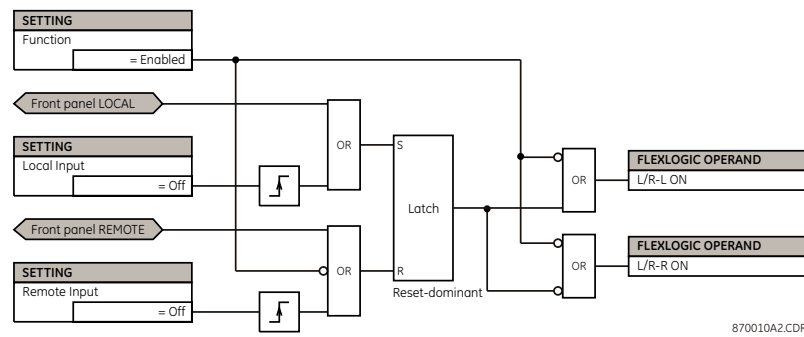 SETTING
Function
= Enabled
Front panel LOCAL
SETTING
Local Input
= Off
Front panel REMOTE
SETTING
Remote Input
= Off
OR
OR
S
Latch
R
Reset-dominant
OR
FLEXLOGIC OPERAND
L/R-L ON
OR
FLEXLOGIC OPERAND
L/R-R ON
870010A2.CDR